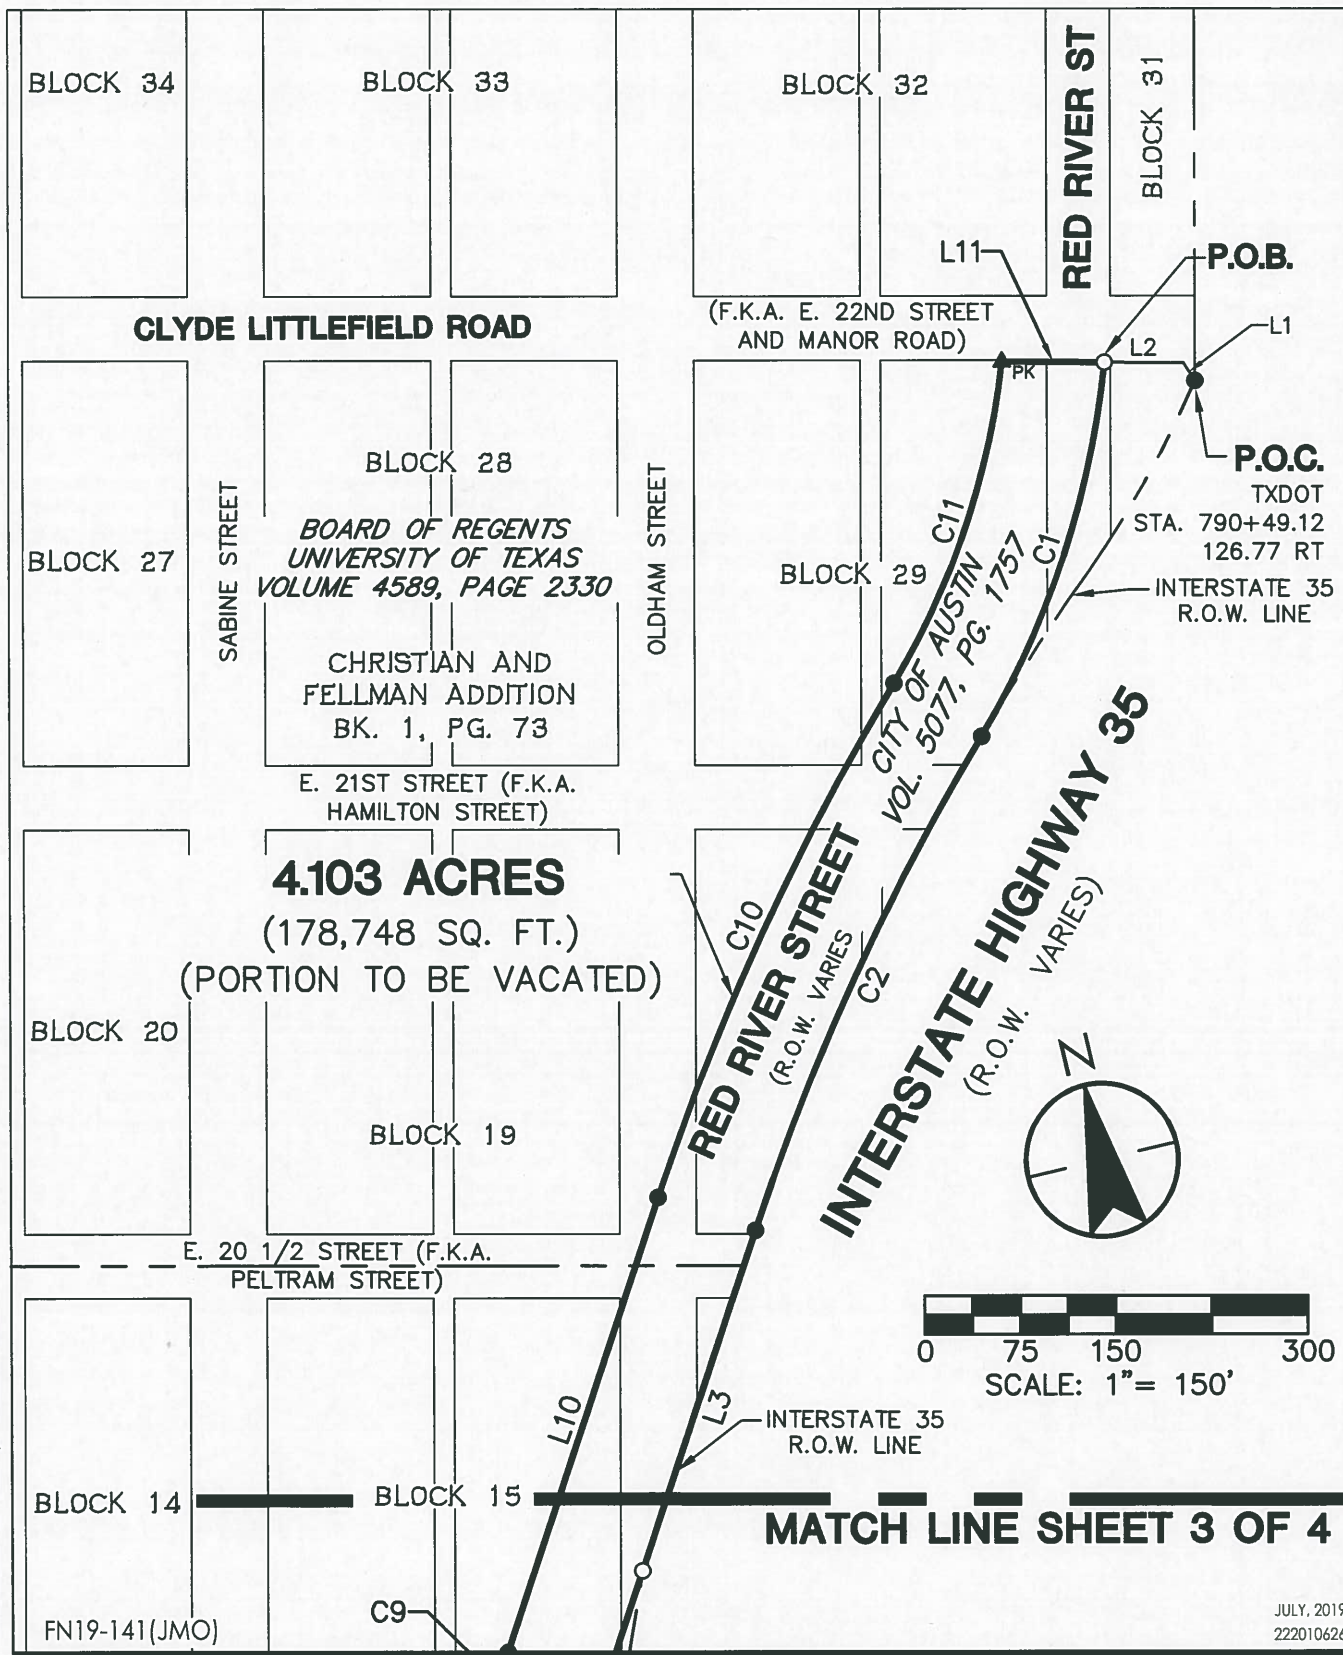 BLOCK 34
BLOCK 33
BLOCK 32
RED RIVER ST
BLOCK 31
L11
P.O.B.
CLYDE LITTLEFIELD ROAD
(F.K.A. E. 22ND STREET
AND MANOR ROAD)
L1
L2
PK
P.O.C.
TXDOT
STA. 790+49.12
126.77 RT
INTERSTATE 35
R.O.W. LINE
BLOCK 27
SABINE STREET
BLOCK 28
BOARD OF REGENTS
UNIVERSITY OF TEXAS
VOLUME 4589, PAGE 2330
CHRISTIAN AND
FELLMAN ADDITION
BK. 1, PG. 73
OLDHAM STREET
BLOCK 29
C11
CITY OF AUSTIN
VOL. 5077, PG. 1757
C1
E. 21ST STREET (F.K.A.
HAMILTON STREET)
4.103 ACRES
(178,748 SQ. FT.)
(PORTION TO BE VACATED)
C10
RED RIVER STREET
(R.O.W. VARIES
C2
INTERSTATE HIGHWAY 35
(R.O.W. VARIES)
BLOCK 20
BLOCK 19
N
E. 20 1/2 STREET (F.K.A.
PELTRAM STREET)
0 75 150 300
SCALE: 1"= 150'
L10
L3
INTERSTATE 35
R.O.W. LINE
BLOCK 14
BLOCK 15
MATCH LINE SHEET 3 OF 4
C9
FN19-141(JMO)
JULY, 2019
222010626